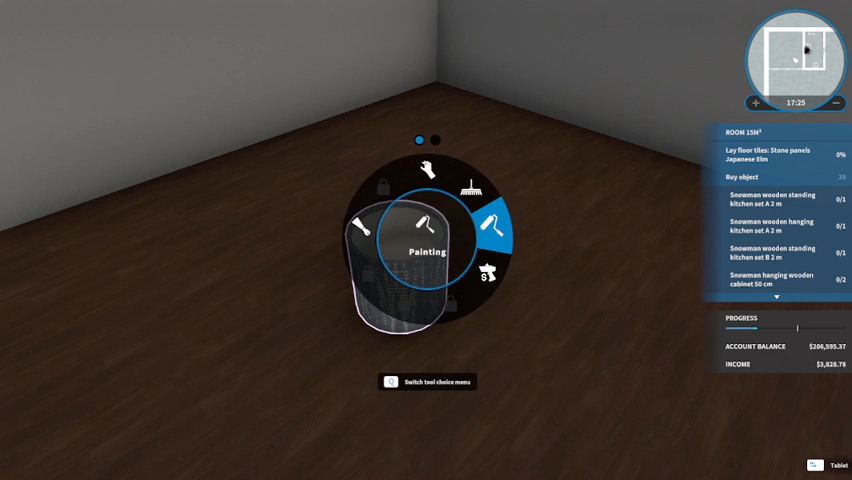 17:25
ROOM 15M²
Lay floor tiles: Stone panels
Japanese Elm
0%
Buy object
28
Snowman wooden standing
kitchen set A 2 m
0/1
Snowman wooden hanging
kitchen set A 2 m
0/1
Snowman wooden standing
kitchen set B 2 m
0/1
Snowman hanging wooden
cabinet 50 cm
0/2
Painting
PROGRESS
ACCOUNT BALANCE
$206,595.37
INCOME
$3,828.78
Q
Switch tool choice menu
Tablet